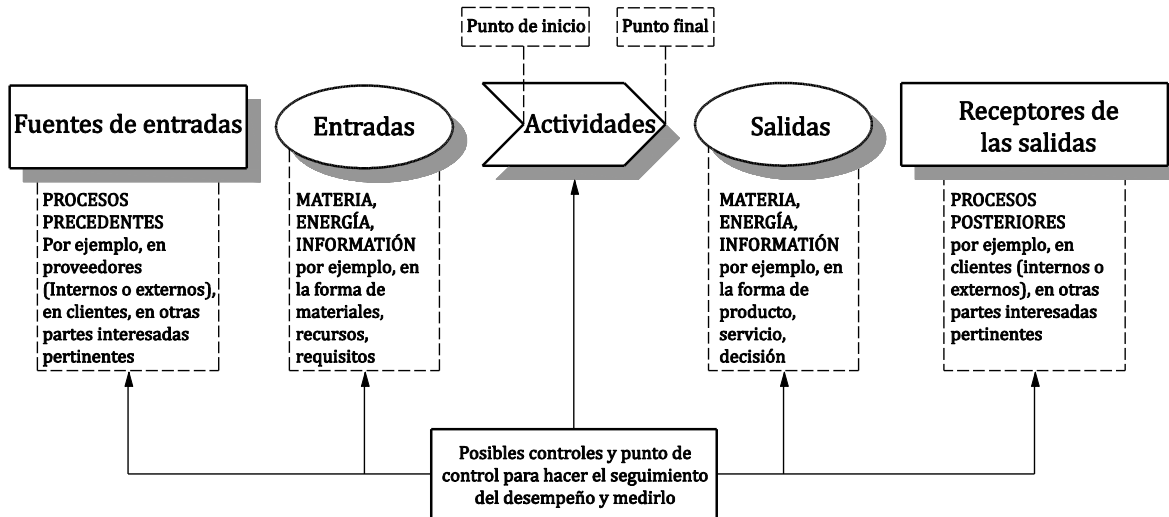 Punto de inicio
Punto final
Fuentes de entradas
Entradas
Actividades
Salidas
Receptores de
las salidas
PROCESOS
PRECEDENTES
Por ejemplo, en
proveedores
(Internos o externos),
en clientes, en otras
partes interesadas
pertinentes
MATERIA,
ENERGÍA,
INFORMATIÓN
por ejemplo, en
la forma de
materiales,
recursos,
requisitos
MATERIA,
ENERGÍA,
INFORMATIÓN
por ejemplo, en
la forma de
producto,
servicio,
decisión
PROCESOS
POSTERIORES
por ejemplo, en
clientes (internos o
externos), en otras
partes interesadas
pertinentes
Posibles controles y punto de
control para hacer el seguimiento
del desempeño y medirlo